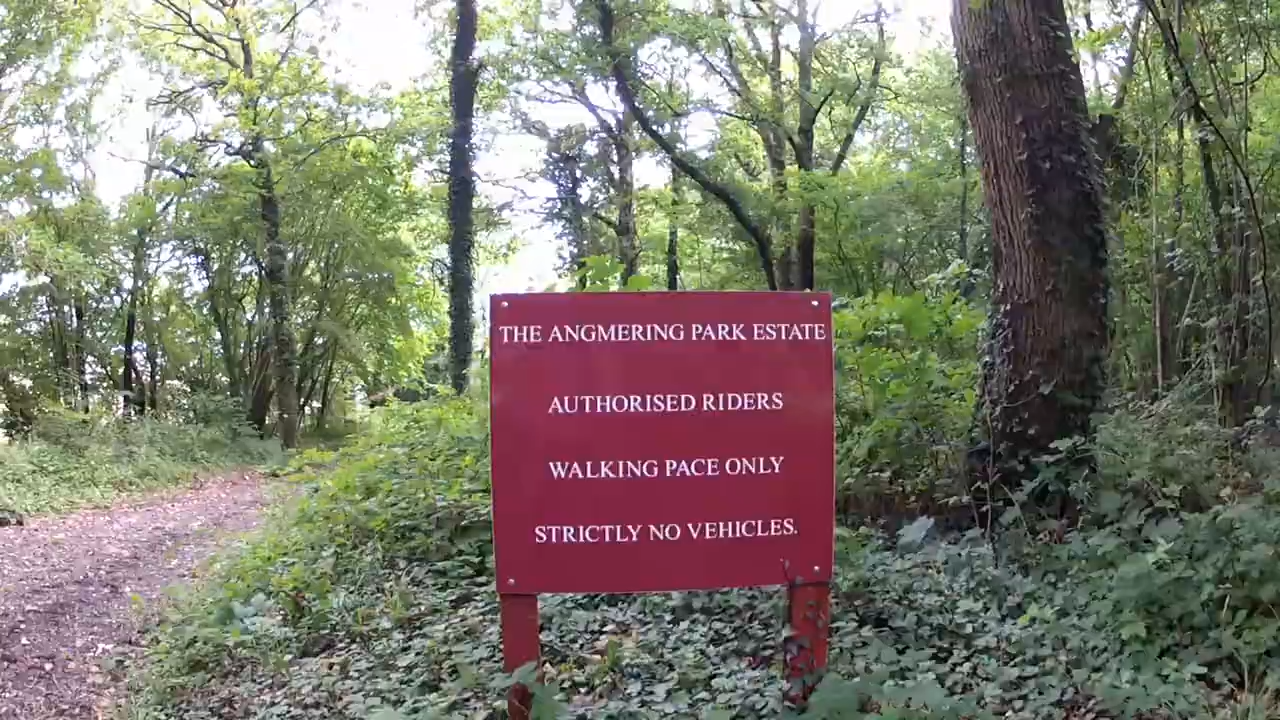 THE ANGMERING PARK ESTATE
AUTHORISED RIDERS
WALKING PACE ONLY
STRICTLY NO VEHICLES.